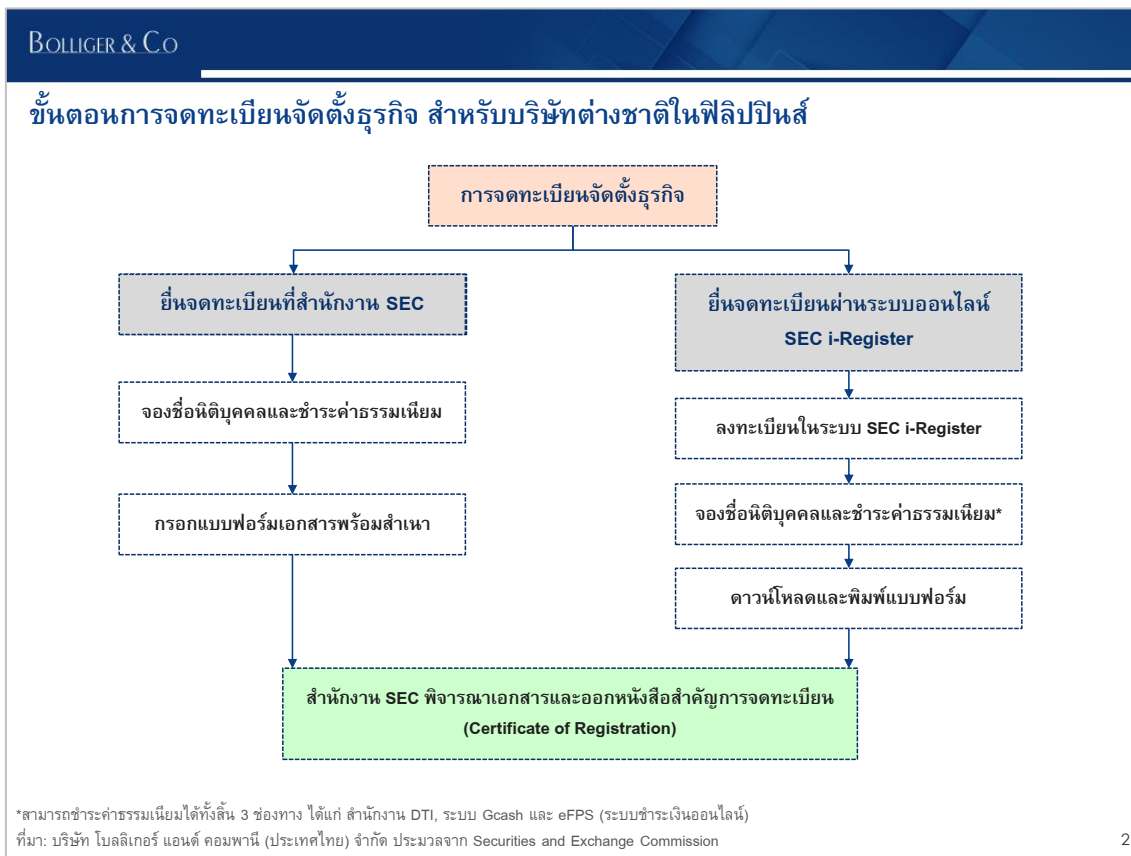 BOLLIGER & CO
ขั้นตอนการจดทะเบียนจัดตั้งธุรกิจ สำหรับบริษัทต่างชาติในฟิลิปปินส์
การจดทะเบียนจัดตั้งธุรกิจ
ยื่นจดทะเบียนที่สำนักงาน SEC
จองชื่อนิติบุคคลและชำระค่าธรรมเนียม
กรอกแบบฟอร์มเอกสารพร้อมสำเนา
ยื่นจดทะเบียนผ่านระบบออนไลน์
SEC i-Register
ลงทะเบียนในระบบ SEC i-Register
จองชื่อนิติบุคคลและชำระค่าธรรมเนียม*
ดาวน์โหลดและพิมพ์แบบฟอร์ม
สำนักงาน SEC พิจารณาเอกสารและออกหนังสือสำคัญการจดทะเบียน
(Certificate of Registration)
*สามารถชำระค่าธรรมเนียมได้ทั้งสิ้น 3 ช่องทาง ได้แก่ สำนักงาน DTI, ระบบ Gcash และ eFPS (ระบบชำระเงินออนไลน์)
ที่มา: บริษัท โบลลิเกอร์ แอนด์ คอมพานี (ประเทศไทย) จำกัด ประมวลจาก Securities and Exchange Commission
2